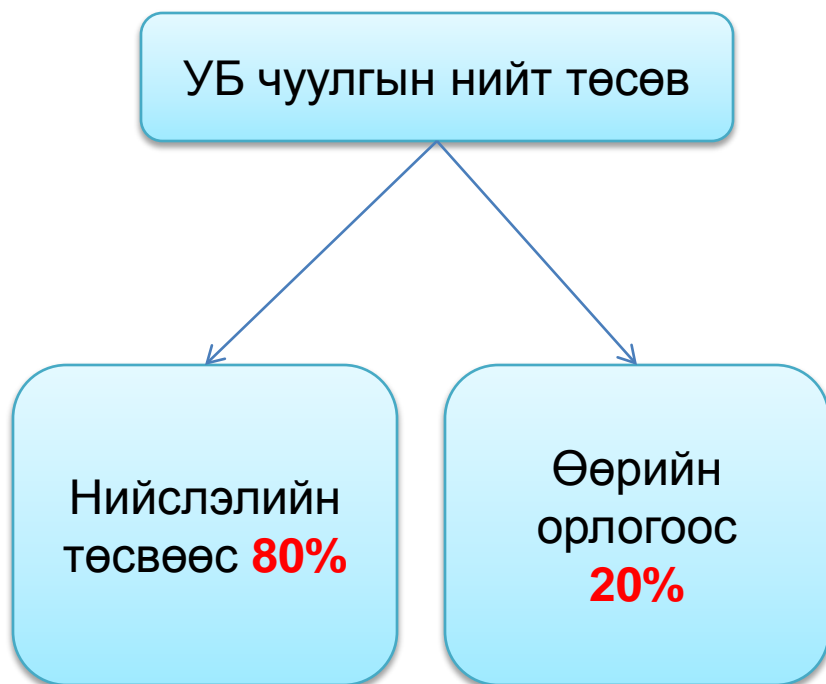 УБ чуулгын нийт төсөв
Нийслэлийн
төсвөөс 80%
Өөрийн
орлогоос
20%